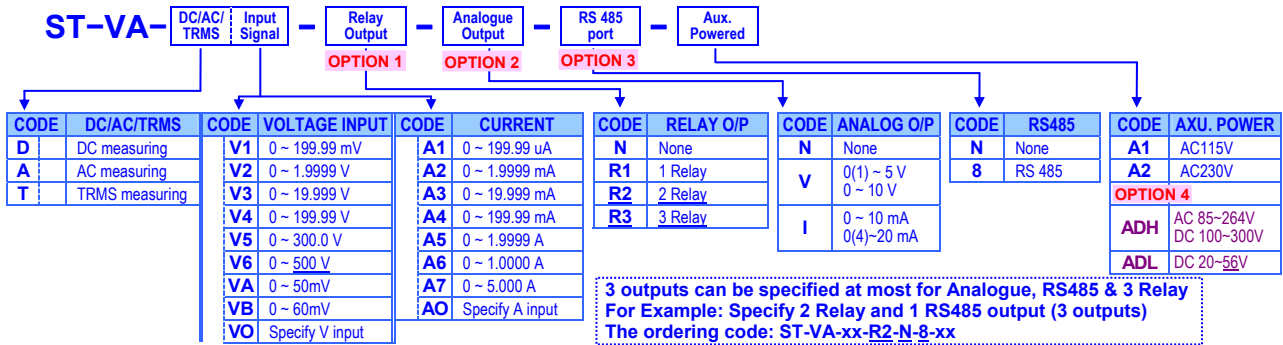 ST-VA- DC/AC/ TRMS Input Signal - Relay Output - Analogue Output - RS 485 port - Aux. Powered
OPTION 1 OPTION 2 OPTION 3
CODE DC/AC/TRMS
D DC measuring
A AC measuring
T TRMS measuring
CODE VOLTAGE INPUT
V1 0 ~ 199.99 mV
V2 0 ~ 1.9999 V
V3 0 ~ 19.999 V
V4 0 ~ 199.99 V
V5 0 ~ 300.0 V
V6 0 ~ 500 V
VA 0 ~ 50mV
VB 0 ~ 60mV
VO Specify V input
CODE CURRENT
A1 0 ~ 199.99 uA
A2 0 ~ 1.9999 mA
A3 0 ~ 19.999 mA
A4 0 ~ 199.99 mA
A5 0 ~ 1.9999 A
A6 0 ~ 1.0000 A
A7 0 ~ 5.000 A
AO Specify A input
CODE RELAY O/P
N None
R1 1 Relay
R2 2 Relay
R3 3 Relay
CODE ANALOG O/P
N None
V 0(1) ~ 5 V
0 ~ 10 V
I 0 ~ 10 mA
0(4)~20 mA
CODE RS485
N None
8 RS 485
CODE AXU. POWER
A1 AC115V
A2 AC230V
OPTION 4
ADH AC 85~264V
DC 100~300V
ADL DC 20~56V
3 outputs can be specified at most for Analogue, RS485 & 3 Relay
For Example: Specify 2 Relay and 1 RS485 output (3 outputs)
The ordering code: ST-VA-xx-R2-N-8-xx